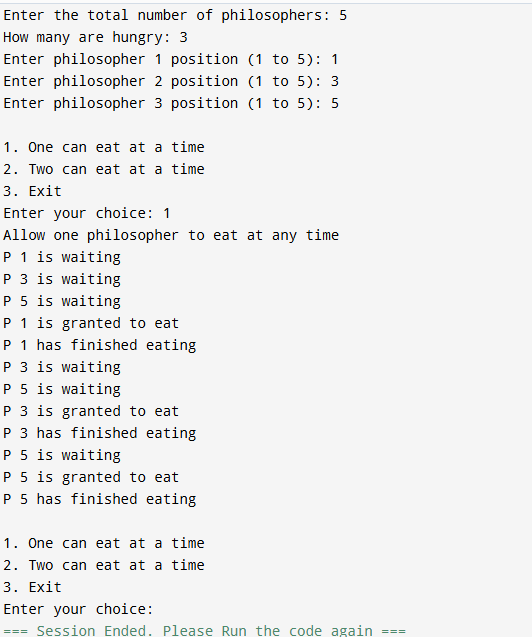 Enter the total number of philosophers: 5
How many are hungry: 3
Enter philosopher 1 position (1 to 5): 1
Enter philosopher 2 position (1 to 5): 3
Enter philosopher 3 position (1 to 5): 5
1. One can eat at a time
2. Two can eat at a time
3. Exit
Enter your choice: 1
Allow one philosopher to eat at any time
P 1 is waiting
P 3 is waiting
P 5 is waiting
P 1 is granted to eat
P 1 has finished eating
P 3 is waiting
P 5 is waiting
P 3 is granted to eat
P 3 has finished eating
P 5 is waiting
P 5 is granted to eat
P 5 has finished eating
1. One can eat at a time
2. Two can eat at a time
3. Exit
Enter your choice:
=== Session Ended. Please Run the code again ===